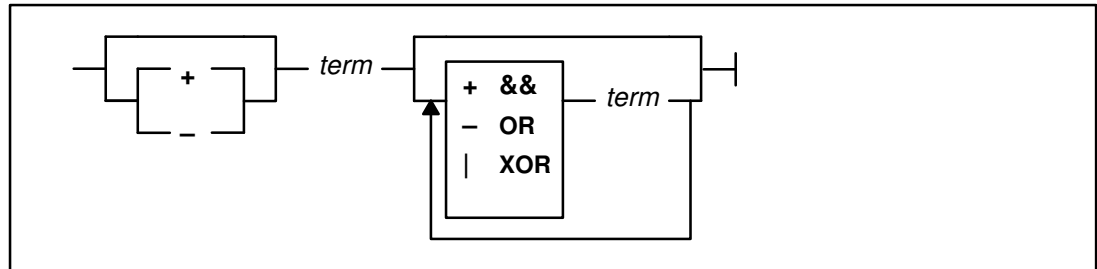 +
term
–
+ &&
– OR
| XOR
term